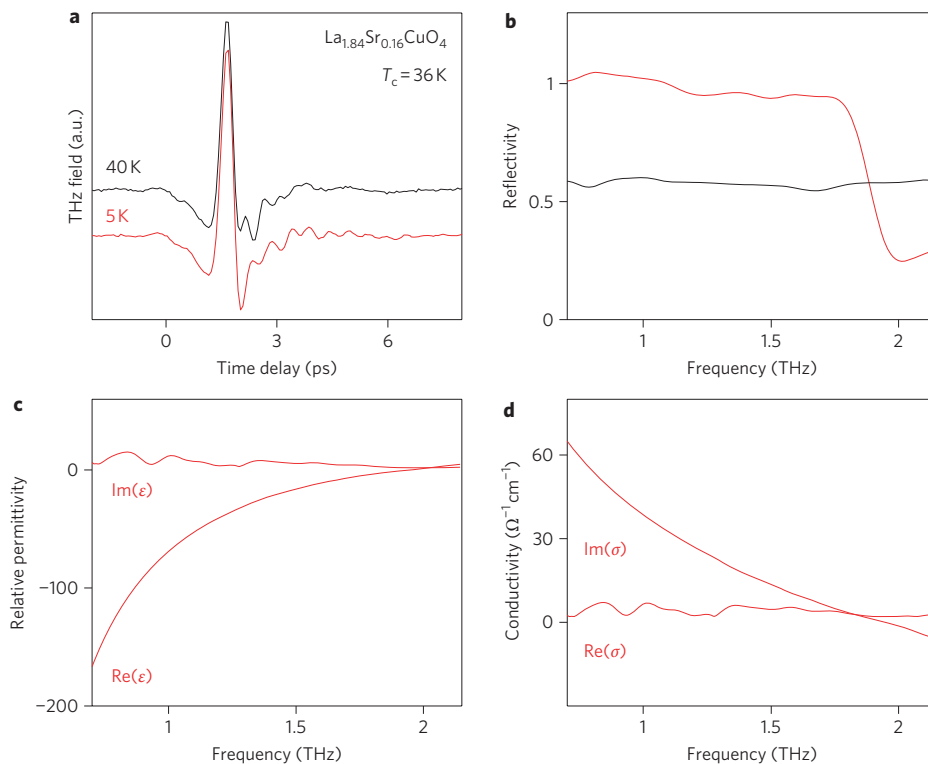 a
La1.84Sr0.16CuO4
Tc = 36 K
40 K
5 K
THz field (a.u.)
0
3
6
Time delay (ps)
b
1
0.5
0
Reflectivity
1
1.5
2
Frequency (THz)
c
0
−100
−200
Relative permittivity
Im(ε)
Re(ε)
1
1.5
2
Frequency (THz)
d
60
30
0
Conductivity (Ω−1 cm−1)
Im(σ)
Re(σ)
1
1.5
2
Frequency (THz)